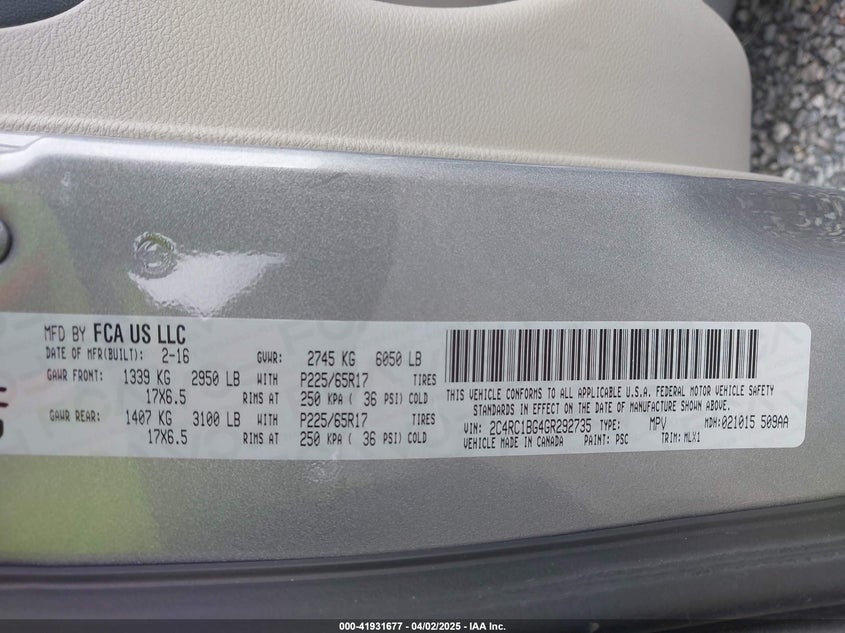 MFD BY FCA US LLC
DATE OF MFR(BUILT): 2-16 GVWR: 2745 KG 6050 LB
GAWR FRONT: 1339 KG 2950 LB WITH P225/65R17 TIRES
17X6.5 RIMS AT 250 KPA ( 36 PSI) COLD
GAWR REAR: 1407 KG 3100 LB WITH P225/65R17 TIRES
17X6.5 RIMS AT 250 KPA ( 36 PSI) COLD
THIS VEHICLE CONFORMS TO ALL APPLICABLE U.S.A. FEDERAL MOTOR VEHICLE SAFETY
STANDARDS IN EFFECT ON THE DATE OF MANUFACTURE SHOWN ABOVE.
VIN: 2C4RC1BG4GR292735 TYPE: MPV MDH:021015 509AA
VEHICLE MADE IN CANADA PAINT: PSC TRIM: MLX1
000-41931677 - 04/02/2025 - IAA Inc.